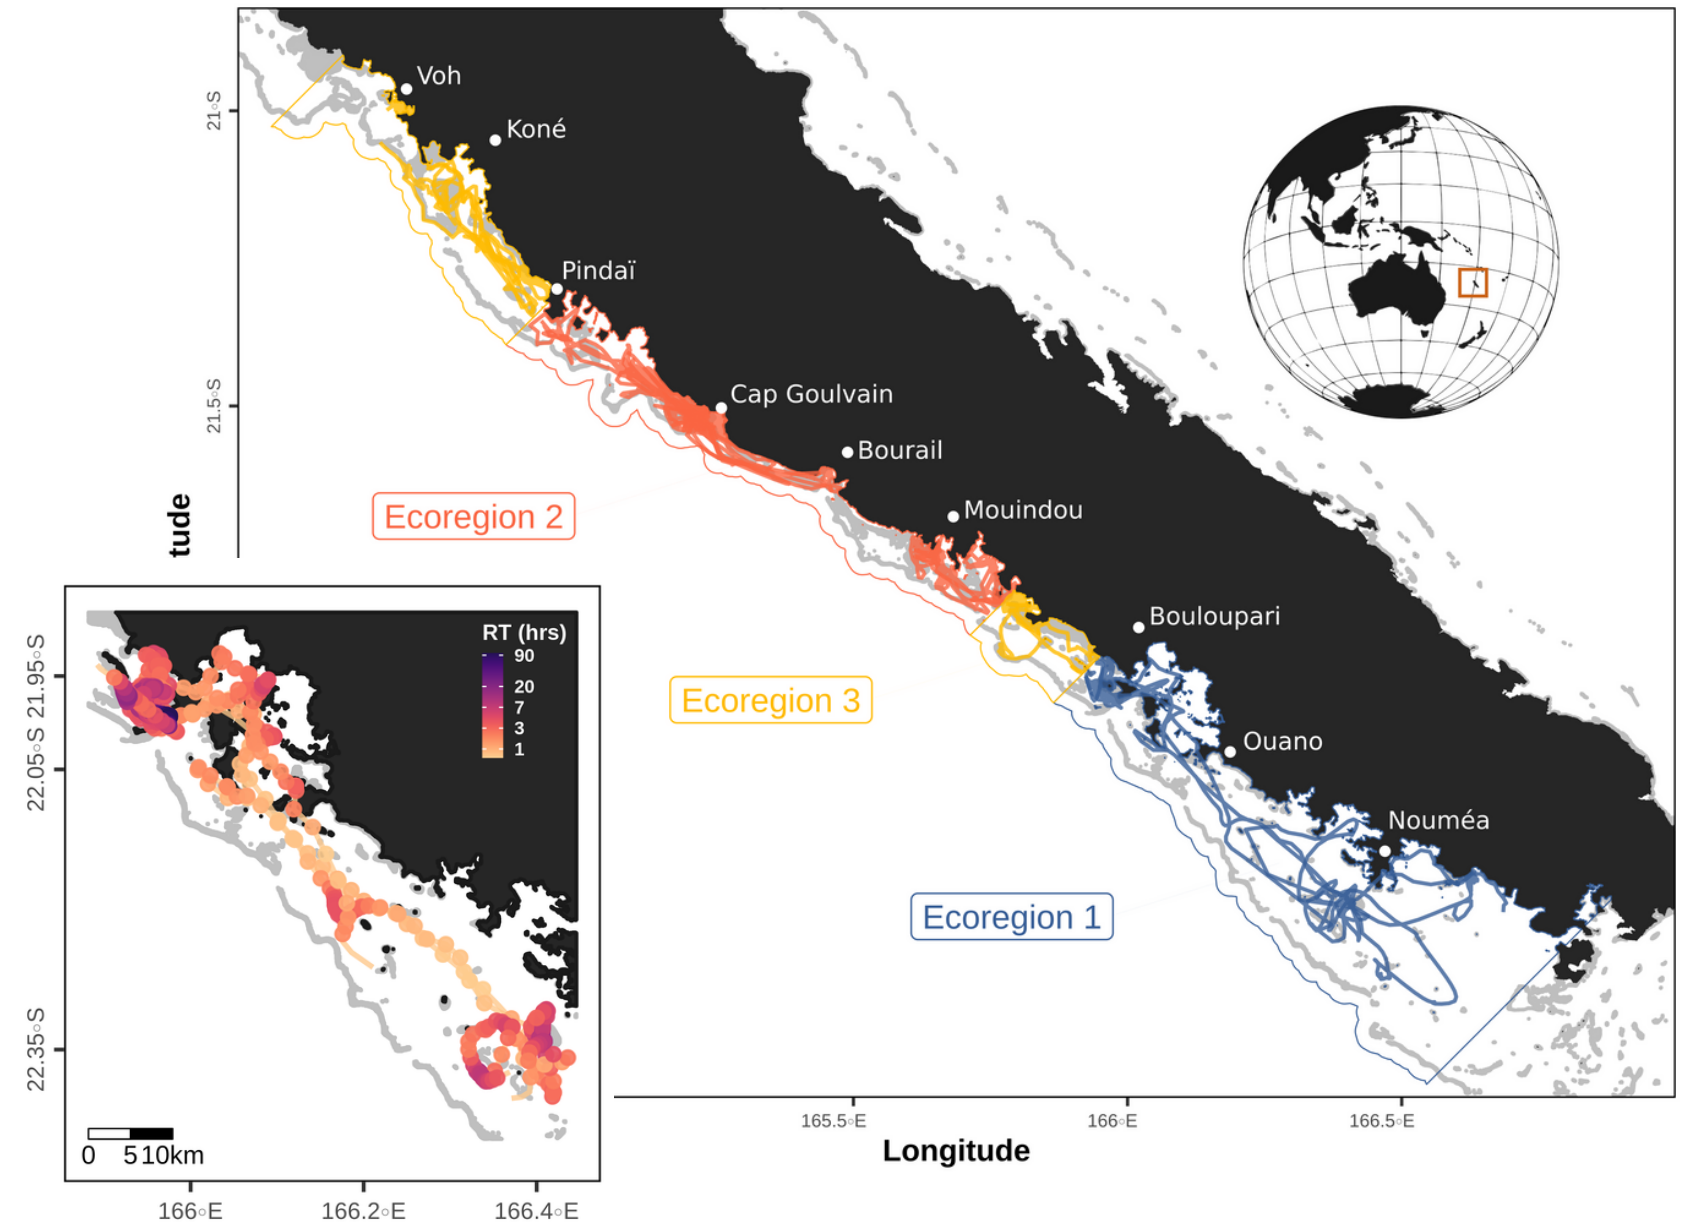 Voh
21°S
Koné
Pindaï
21.5°S
Cap Goulvain
Bourail
tude
Ecoregion 2
Mouindou
Bouloupari
Ecoregion 3
Ouano
Nouméa
Ecoregion 1
RT (hrs)
90
20
7
3
1
21.95°S
22.05°S
22.35°S
0 5 10km
166°E 166.2°E 166.4°E
165.5°E 166°E 166.5°E
Longitude